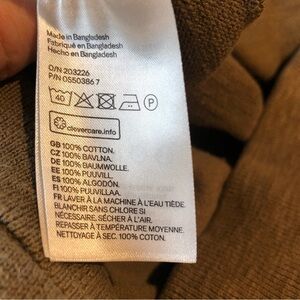 Made in Bangladesh
Fabriqué en Bangladesh
Hecho en Bangladesh
O/N 203226
P/N 0550386 7
40
P
clevercare.info
GB 100% COTTON.
CZ 100% BAVLNA.
DE 100% BAUMWOLLE.
EE 100% PUUVILL.
ES 100% ALGODÓN.
FI 100% PUUVILLAA.
FR LAVER À LA MACHINE À L'EAU TIÈDE.
BLANCHIR SANS CHLORE SI
NÉCESSAIRE. SÉCHER À L'AIR.
REPASSER À TEMPÉRATURE MOYENNE.
NETTOYAGE À SEC. 100% COTON.